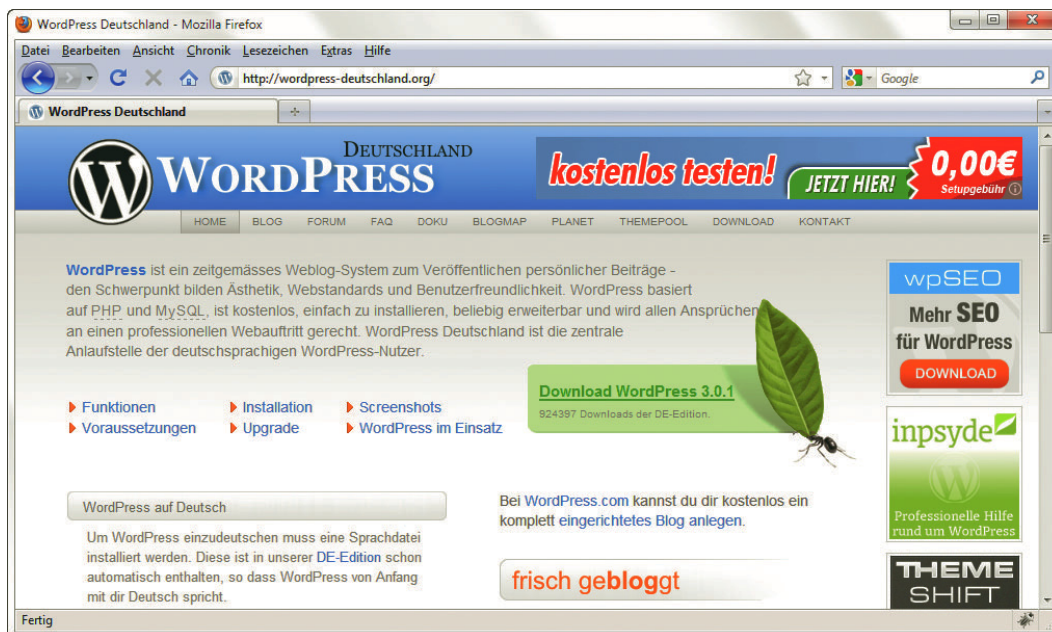 WordPress Deutschland - Mozilla Firefox
Datei Bearbeiten Ansicht Chronik Lesezeichen Extras Hilfe
http://wordpress-deutschland.org/
Google
WordPress Deutschland
DEUTSCHLAND
WORDPRESS
kostenlos testen!
JETZT HIER!
0,00€
Setupgebühr
HOME BLOG FORUM FAQ DOKU BLOGMAP PLANET THEMEPOOL DOWNLOAD KONTAKT
WordPress ist ein zeitgemässes Weblog-System zum Veröffentlichen persönlicher Beiträge -
den Schwerpunkt bilden Ästhetik, Webstandards und Benutzerfreundlichkeit. WordPress basiert
auf PHP und MySQL, ist kostenlos, einfach zu installieren, beliebig erweiterbar und wird allen Ansprüchen
an einen professionellen Webauftritt gerecht. WordPress Deutschland ist die zentrale
Anlaufstelle der deutschsprachigen WordPress-Nutzer.
Download WordPress 3.0.1
924397 Downloads der DE-Edition.
Funktionen Installation Screenshots
Voraussetzungen Upgrade WordPress im Einsatz
WordPress auf Deutsch
Um WordPress einzudeutschen muss eine Sprachdatei
installiert werden. Diese ist in unserer DE-Edition schon
automatisch enthalten, so dass WordPress von Anfang
mit dir Deutsch spricht.
Bei WordPress.com kannst du dir kostenlos ein
komplett eingerichtetes Blog anlegen.
frisch gebloggt
wpSEO
Mehr SEO
für WordPress
DOWNLOAD
inpsyde
Professionelle Hilfe
rund um WordPress
THEME
SHIFT
Fertig